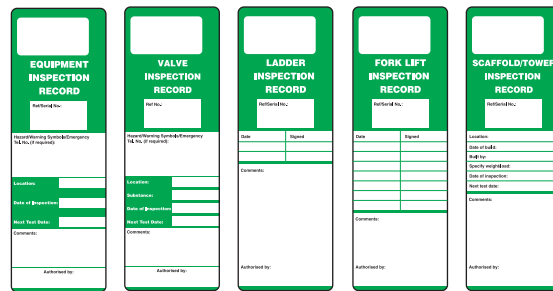 EQUIPMENT
INSPECTION
RECORD
Ref/Serial No.:
Hazard/Warning Symbols/Emergency
Tel. No. (if required):
Location:
Date of Inspection:
Next Test Date:
Comments:
Authorised by:
VALVE
INSPECTION
RECORD
Ref No.:
Hazard/Warning Symbols/Emergency
Tel. No. (if required):
Location:
Substance:
Date of Inspection:
Next Test Date:
Comments:
Authorised by:
LADDER
INSPECTION
RECORD
Ref/Serial No.:
Date Signed
Comments:
Authorised by:
FORK LIFT
INSPECTION
RECORD
Ref/Serial No.:
Date Signed
Comments:
Authorised by:
SCAFFOLD/TOWER
INSPECTION
RECORD
Ref/Serial No.:
Location:
Date of build:
Built by:
Specify weight/load:
Date of inspection:
Next test date:
Comments:
Authorised by: